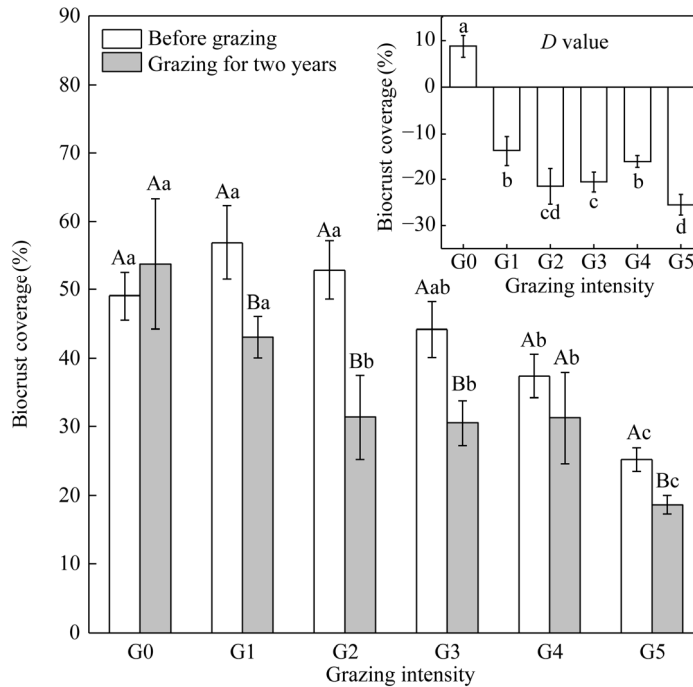 90
80
70
60
50
40
30
20
10
0
Biocrust coverage (%)
Before grazing
Grazing for two years
Aa
Aa
Aa
Ba
Aa
Bb
Aab
Bb
Ab
Ab
Ac
Bc
G0 G1 G2 G3 G4 G5
Grazing intensity
D value
10
0
−10
−20
−30
Biocrust coverage (%)
a
b
cd
c
b
d
G0 G1 G2 G3 G4 G5
Grazing intensity